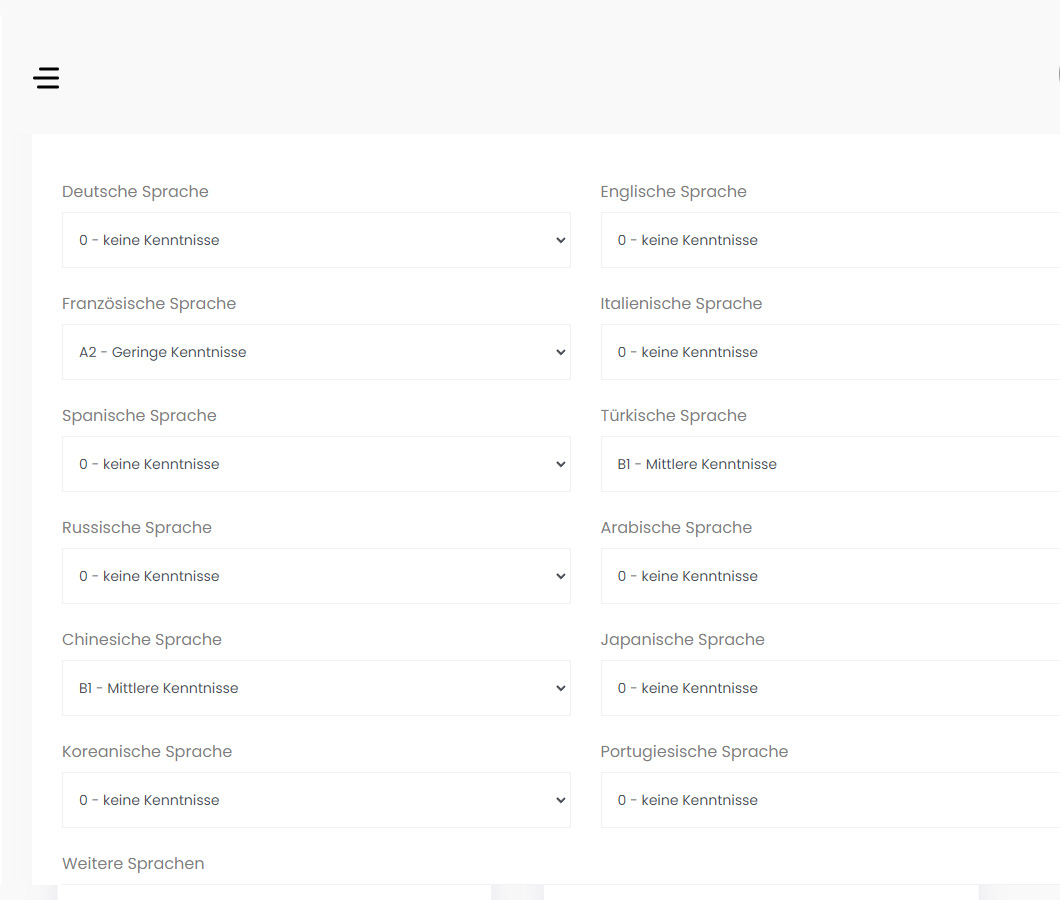 Deutsche Sprache
Englische Sprache
0 - keine Kenntnisse
0 - keine Kenntnisse
Französische Sprache
Italienische Sprache
A2 - Geringe Kenntnisse
0 - keine Kenntnisse
Spanische Sprache
Türkische Sprache
0 - keine Kenntnisse
B1 - Mittlere Kenntnisse
Russische Sprache
Arabische Sprache
0 - keine Kenntnisse
0 - keine Kenntnisse
Chinesiche Sprache
Japanische Sprache
B1 - Mittlere Kenntnisse
0 - keine Kenntnisse
Koreanische Sprache
Portugiesische Sprache
0 - keine Kenntnisse
0 - keine Kenntnisse
Weitere Sprachen